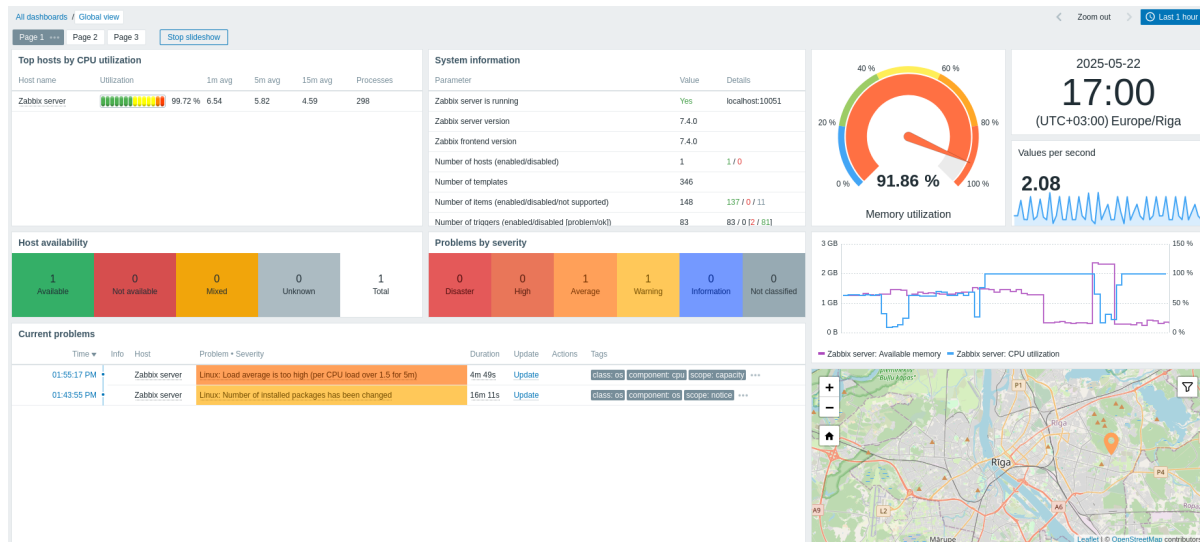 All dashboards / Global view
Zoom out
Last 1 hour
Page 1
Page 2
Page 3
Stop slideshow
Top hosts by CPU utilization
Host name Utilization 1m avg 5m avg 15m avg Processes
Zabbix server 99.72 % 6.54 5.82 4.59 298
System information
Parameter Value Details
Zabbix server is running Yes localhost:10051
Zabbix server version 7.4.0
Zabbix frontend version 7.4.0
Number of hosts (enabled/disabled) 1 1 / 0
Number of templates 346
Number of items (enabled/disabled/not supported) 148 137 / 0 / 11
Number of triggers (enabled/disabled [problem/ok]) 83 83 / 0 [2 / 81]
40 % 60 %
20 % 80 %
0 % 100 %
91.86 %
Memory utilization
2025-05-22
17:00
(UTC+03:00) Europe/Riga
Values per second
2.08
Host availability
1 Available
0 Not available
0 Mixed
0 Unknown
1 Total
Problems by severity
0 Disaster
0 High
1 Average
1 Warning
0 Information
0 Not classified
3 GB 150 %
2 GB 100 %
1 GB 50 %
0 B 0 %
Zabbix server: Available memory Zabbix server: CPU utilization
Current problems
Time Info Host Problem • Severity Duration Update Actions Tags
01:55:17 PM Zabbix server Linux: Load average is too high (per CPU load over 1.5 for 5m) 4m 49s Update class: os component: cpu scope: capacity
01:43:55 PM Zabbix server Linux: Number of installed packages has been changed 16m 11s Update class: os component: os scope: notice
+
−
kāpas"
P1
Rīga
Rīga
P4
A9
L2
A6
Mārupe
Leaflet | © OpenStreetMap contributors